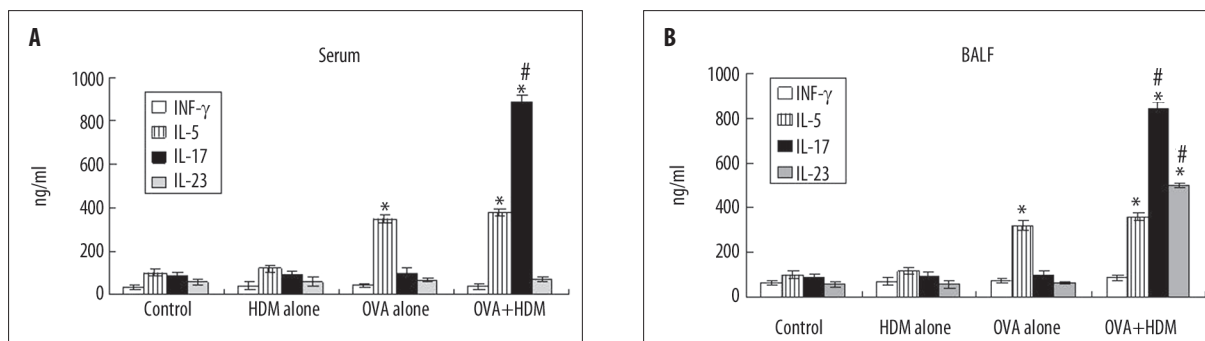 A
Serum
ng/ml
1000
800
600
400
200
0
INF-γ
IL-5
IL-17
IL-23
*
*
#
*
Control
HDM alone
OVA alone
OVA+HDM
B
BALF
ng/ml
1000
800
600
400
200
0
INF-γ
IL-5
IL-17
IL-23
*
*
#
*
#
*
Control
HDM alone
OVA alone
OVA+HDM